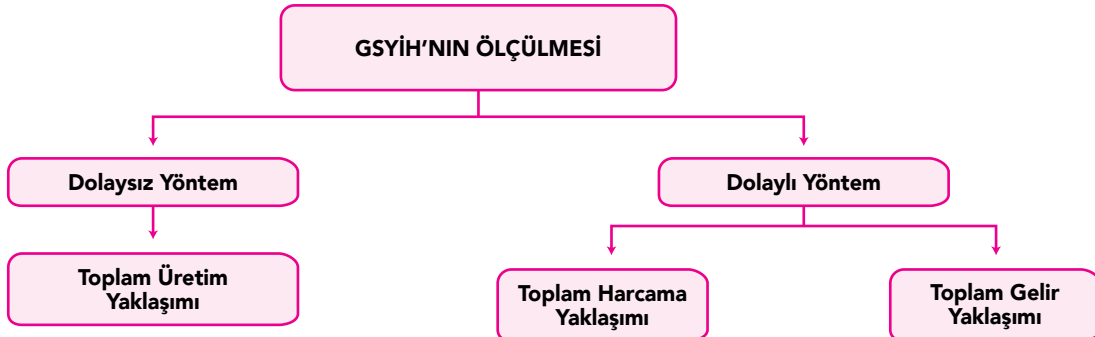 GSYİH’NIN ÖLÇÜLMESİ
Dolaysız Yöntem
Dolaylı Yöntem
Toplam Üretim
Yaklaşımı
Toplam Harcama
Yaklaşımı
Toplam Gelir
Yaklaşımı